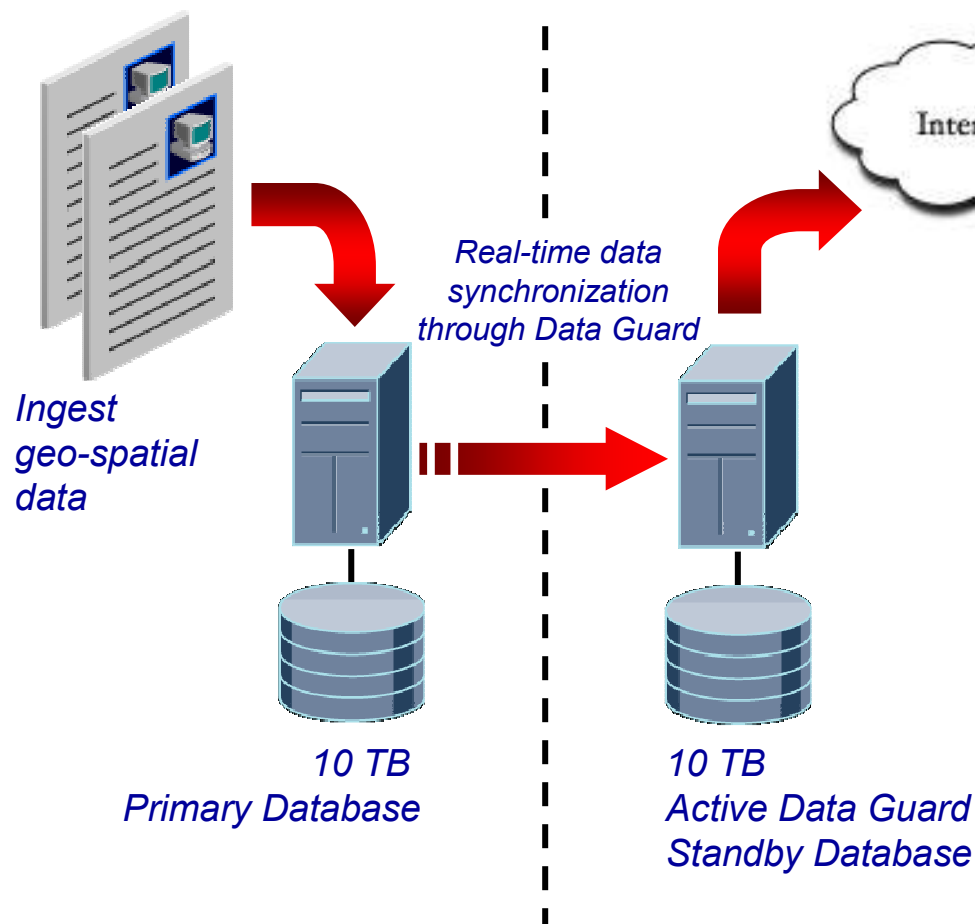 Real-time data
synchronization
through Data Guard
Ingest
geo-spatial
data
10 TB
Primary Database
10 TB
Active Data Guard
Standby Database